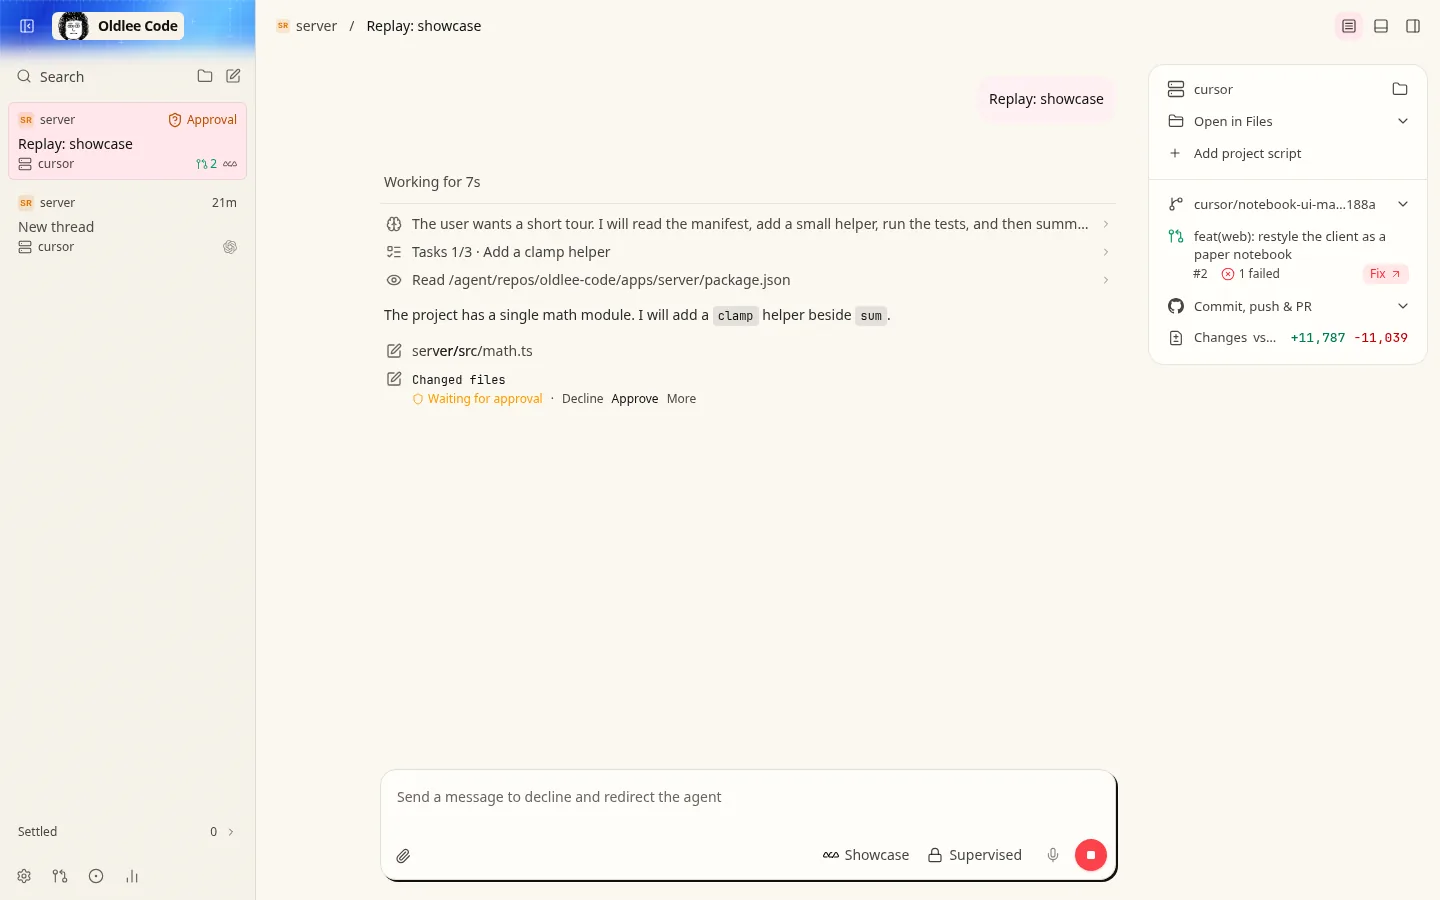 Oldlee Code
SR server / Replay: showcase
Search
SR server Approval
Replay: showcase
cursor 2
SR server 21m
New thread
cursor
Settled 0
Replay: showcase
Working for 7s
The user wants a short tour. I will read the manifest, add a small helper, run the tests, and then summ...
Tasks 1/3 · Add a clamp helper
Read /agent/repos/oldlee-code/apps/server/package.json
The project has a single math module. I will add a clamp helper beside sum.
server/src/math.ts
Changed files
Waiting for approval · Decline Approve More
Send a message to decline and redirect the agent
Showcase Supervised
cursor
Open in Files
Add project script
cursor/notebook-ui-ma...188a
feat(web): restyle the client as a
paper notebook
#2 1 failed Fix
Commit, push & PR
Changes vs... +11,787 -11,039